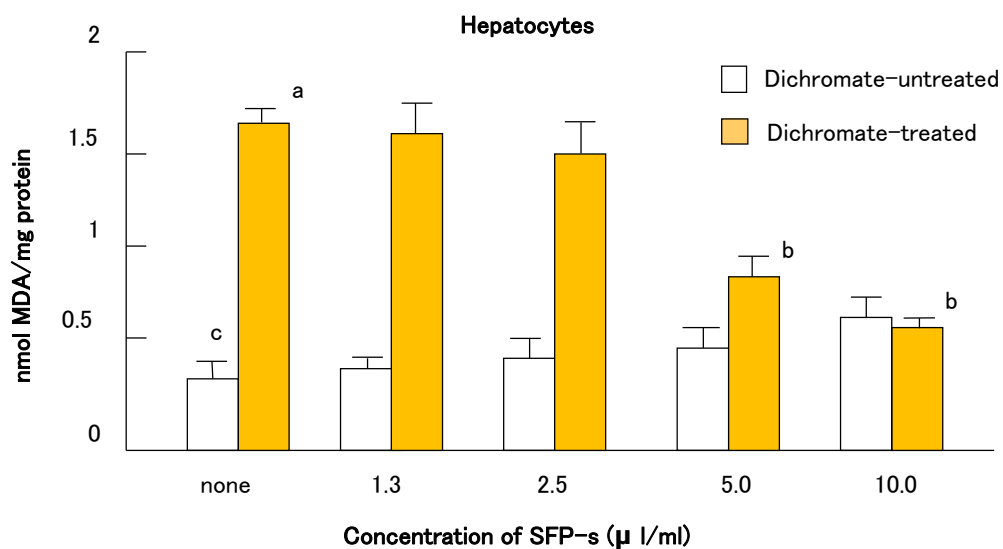 Hepatocytes
2
1.5
1
0.5
0
nmol MDA/mg protein
Dichromate-untreated
Dichromate-treated
a
b
b
c
none 1.3 2.5 5.0 10.0
Concentration of SFP-s (μ l/ml)